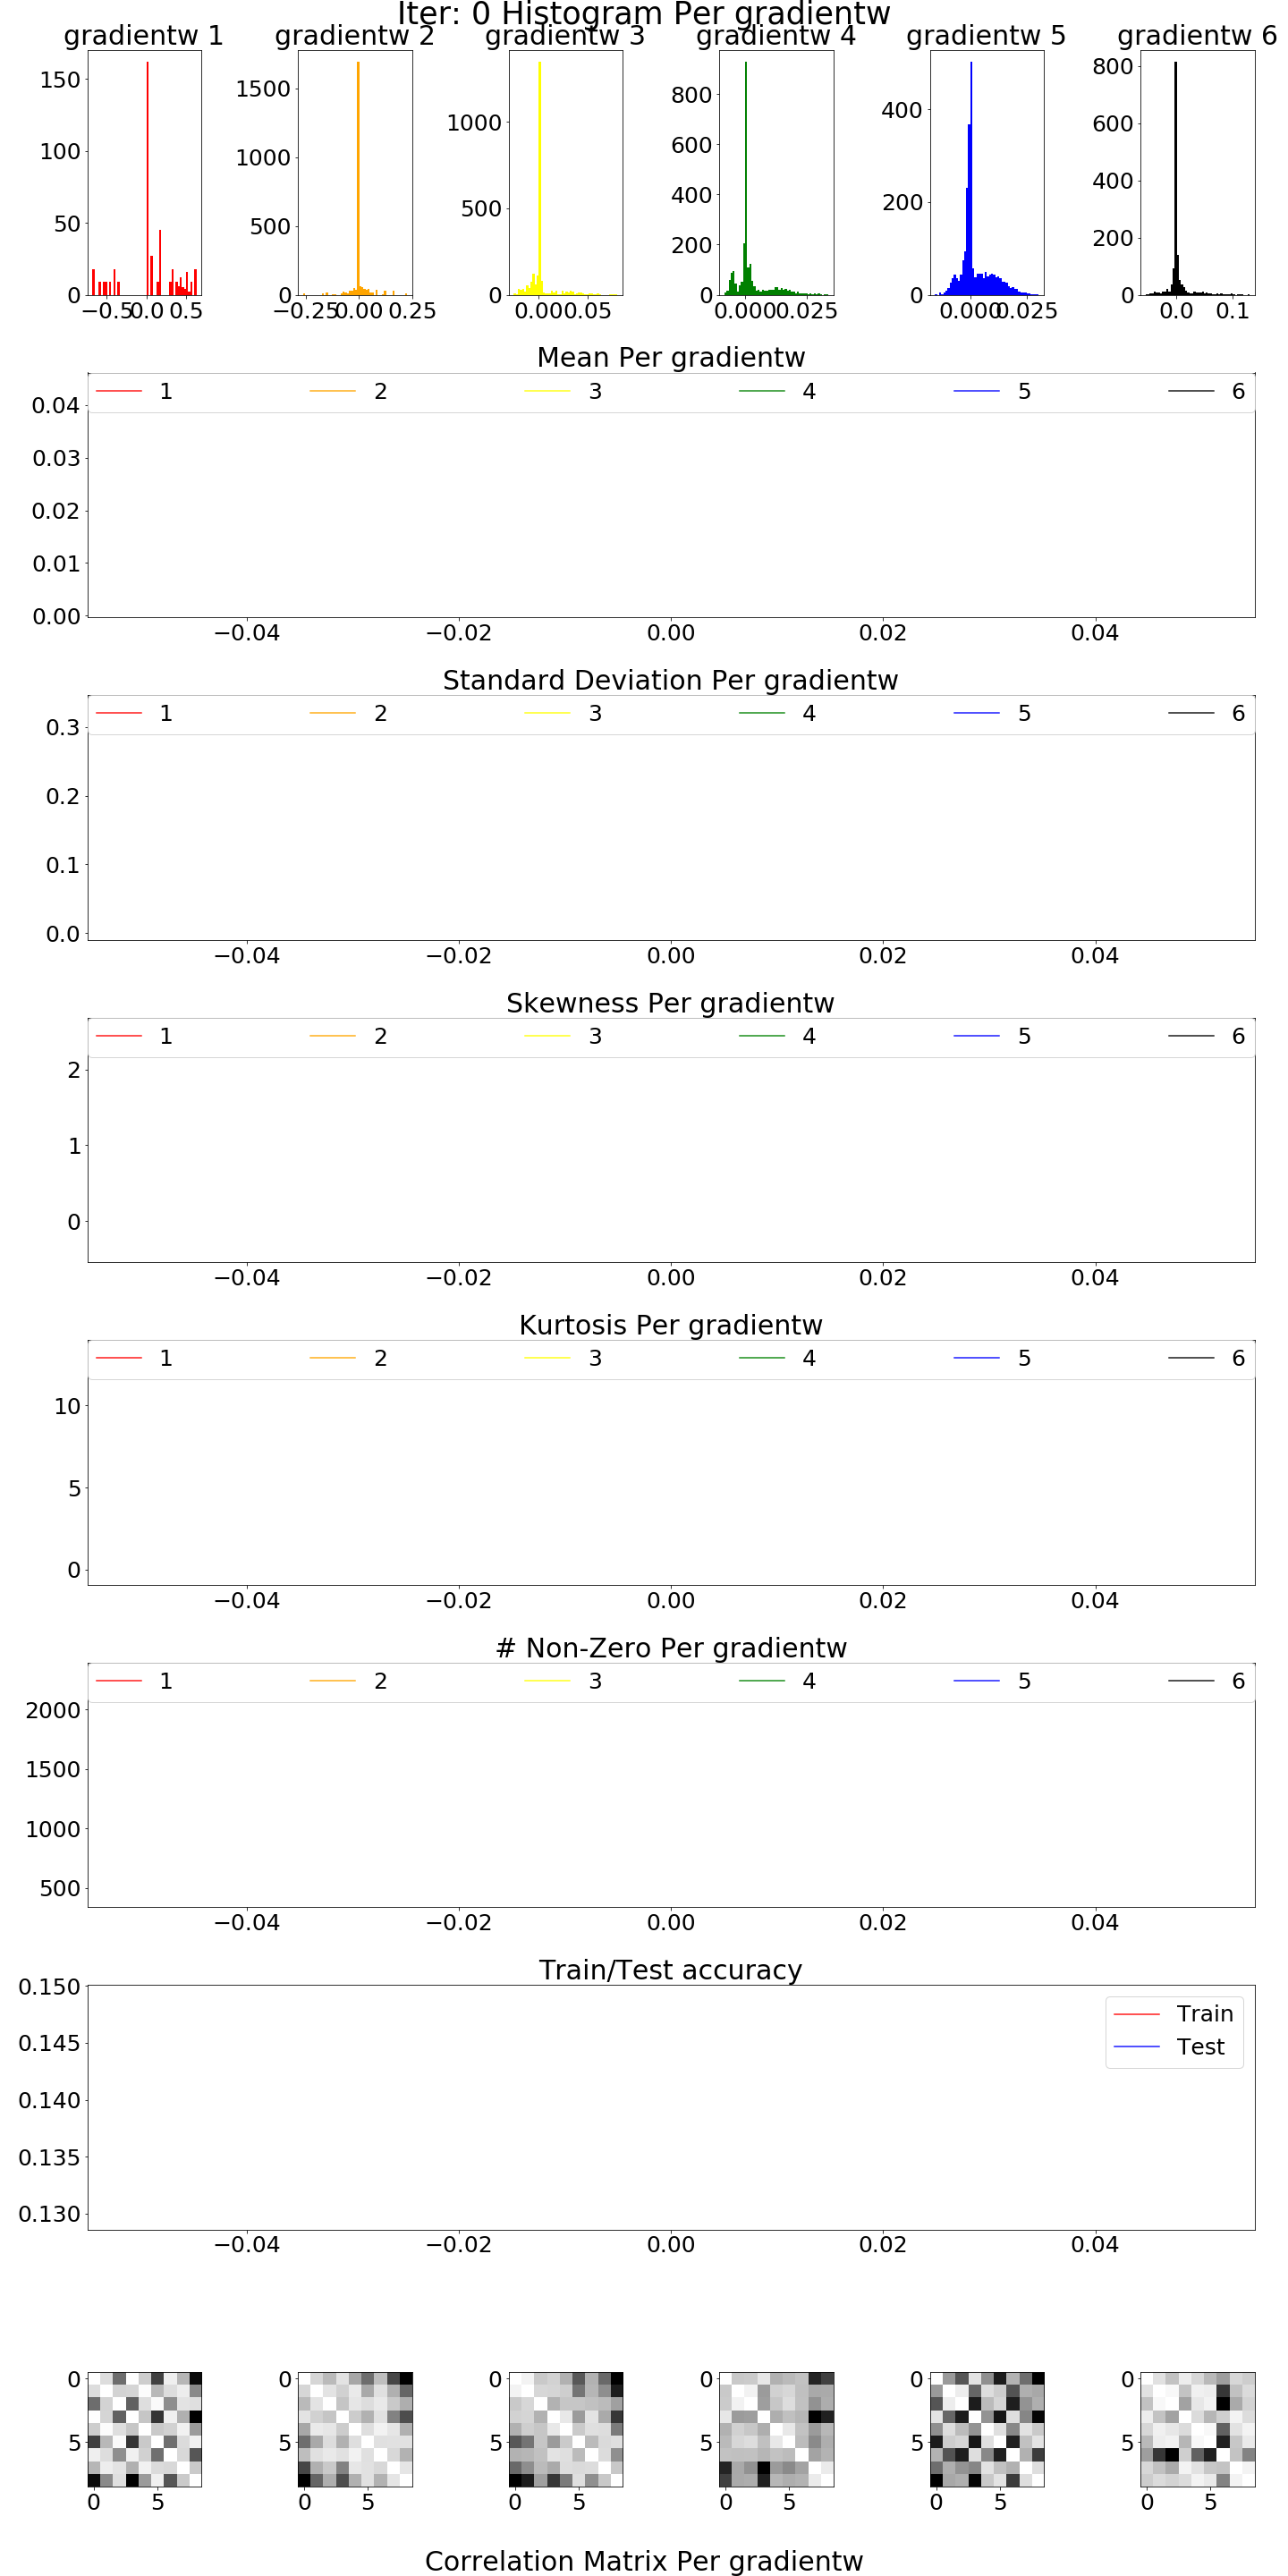 Iter: 0 Histogram Per gradientw
gradientw 1 gradientw 2 gradientw 3 gradientw 4 gradientw 5 gradientw 6
150
100
50
0
−0.5 0.0 0.5
1500
1000
500
0
−0.25 0.00 0.25
1000
500
0
0.00 0.05
800
600
400
200
0
0.000 0.025
400
200
0
0.000 0.025
800
600
400
200
0
0.0 0.1
Mean Per gradientw
1 2 3 4 5 6
0.04
0.03
0.02
0.01
0.00
−0.04 −0.02 0.00 0.02 0.04
Standard Deviation Per gradientw
1 2 3 4 5 6
0.3
0.2
0.1
0.0
−0.04 −0.02 0.00 0.02 0.04
Skewness Per gradientw
1 2 3 4 5 6
2
1
0
−0.04 −0.02 0.00 0.02 0.04
Kurtosis Per gradientw
1 2 3 4 5 6
10
5
0
−0.04 −0.02 0.00 0.02 0.04
# Non-Zero Per gradientw
1 2 3 4 5 6
2000
1500
1000
500
−0.04 −0.02 0.00 0.02 0.04
Train/Test accuracy
Train
Test
0.150
0.145
0.140
0.135
0.130
−0.04 −0.02 0.00 0.02 0.04
0 0 0 0 0 0
5 5 5 5 5 5
0 5 0 5 0 5 0 5 0 5 0 5
Correlation Matrix Per gradientw